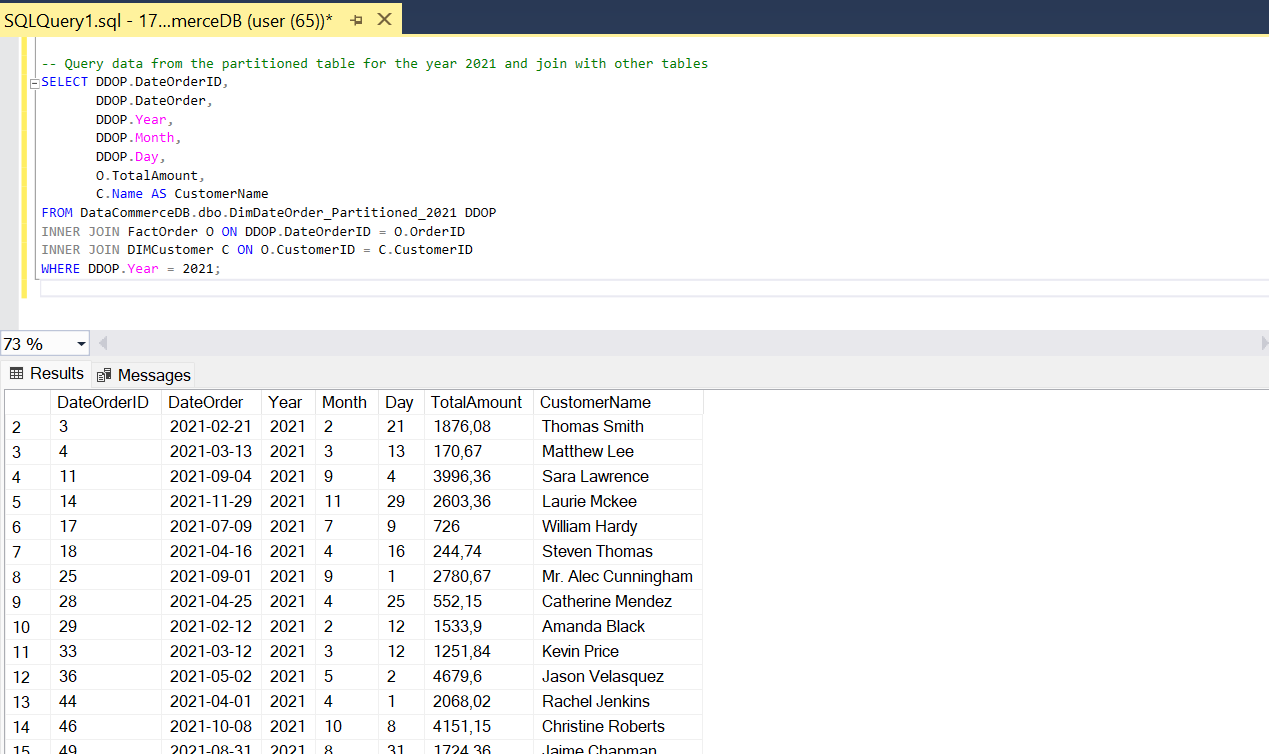 SQLQuery1.sql - 17...merceDB (user (65))*
-- Query data from the partitioned table for the year 2021 and join with other tables
SELECT DDOP.DateOrderID,
DDOP.DateOrder,
DDOP.Year,
DDOP.Month,
DDOP.Day,
O.TotalAmount,
C.Name AS CustomerName
FROM DataCommerceDB.dbo.DimDateOrder_Partitioned_2021 DDOP
INNER JOIN FactOrder O ON DDOP.DateOrderID = O.OrderID
INNER JOIN DIMCustomer C ON O.CustomerID = C.CustomerID
WHERE DDOP.Year = 2021;
73 %
Results Messages
DateOrderID DateOrder Year Month Day TotalAmount CustomerName
2 3 2021-02-21 2021 2 21 1876,08 Thomas Smith
3 4 2021-03-13 2021 3 13 170,67 Matthew Lee
4 11 2021-09-04 2021 9 4 3996,36 Sara Lawrence
5 14 2021-11-29 2021 11 29 2603,36 Laurie Mckee
6 17 2021-07-09 2021 7 9 726 William Hardy
7 18 2021-04-16 2021 4 16 244,74 Steven Thomas
8 25 2021-09-01 2021 9 1 2780,67 Mr. Alec Cunningham
9 28 2021-04-25 2021 4 25 552,15 Catherine Mendez
10 29 2021-02-12 2021 2 12 1533,9 Amanda Black
11 33 2021-03-12 2021 3 12 1251,84 Kevin Price
12 36 2021-05-02 2021 5 2 4679,6 Jason Velasquez
13 44 2021-04-01 2021 4 1 2068,02 Rachel Jenkins
14 46 2021-10-08 2021 10 8 4151,15 Christine Roberts
15 49 2021-08-31 2021 8 31 1724,36 Jaime Chapman